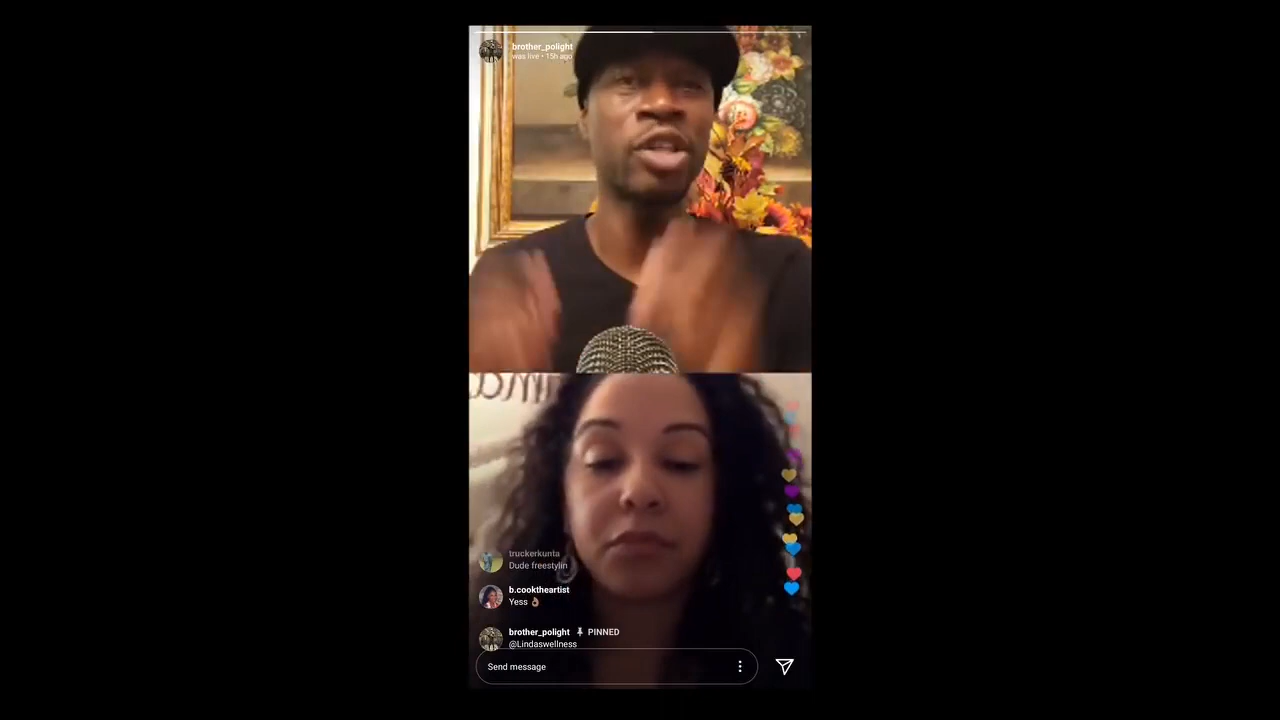 brother_polight
was live • 15h ago
truckerkunta
Dude freestylin
b.cooktheartist
Yess 👌🏽
brother_polight PINNED
@Lindaswellness
Send message